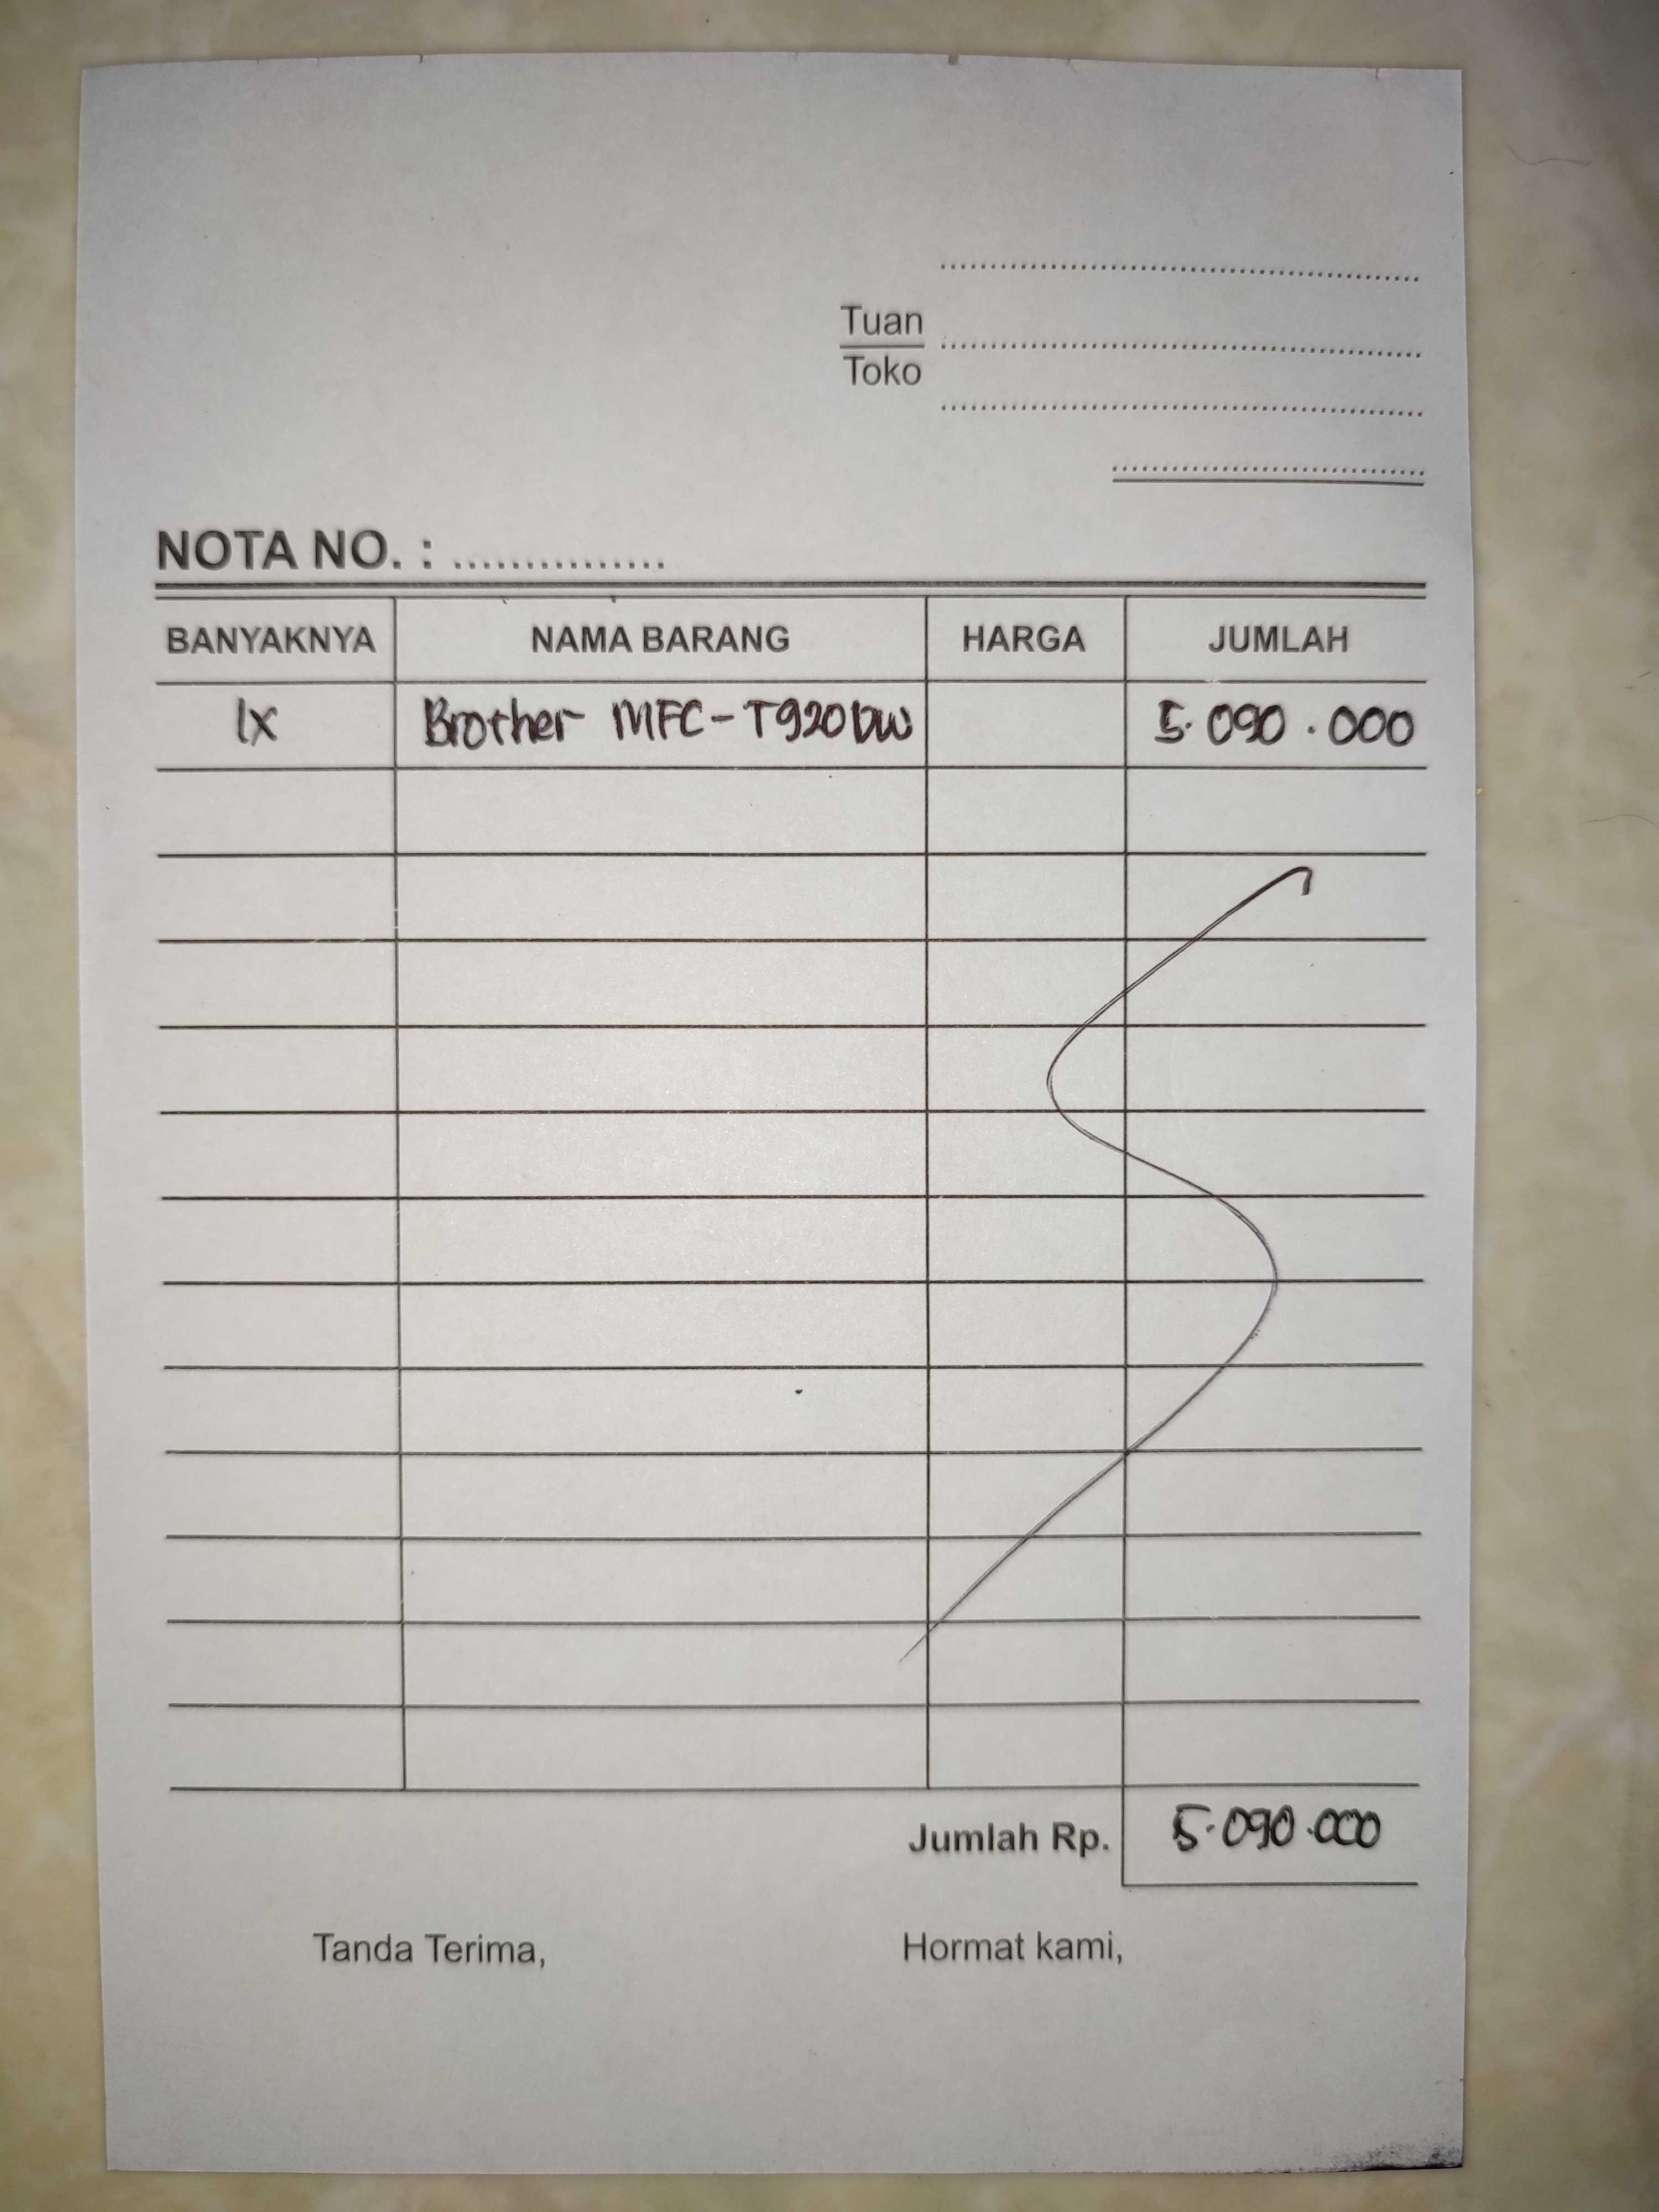 Tuan
Toko
NOTA NO. : ...............
BANYAKNYA NAMA BARANG HARGA JUMLAH
1x Brother MFC-T920DW 5.090.000
Jumlah Rp. 5.090.000
Tanda Terima, Hormat kami,